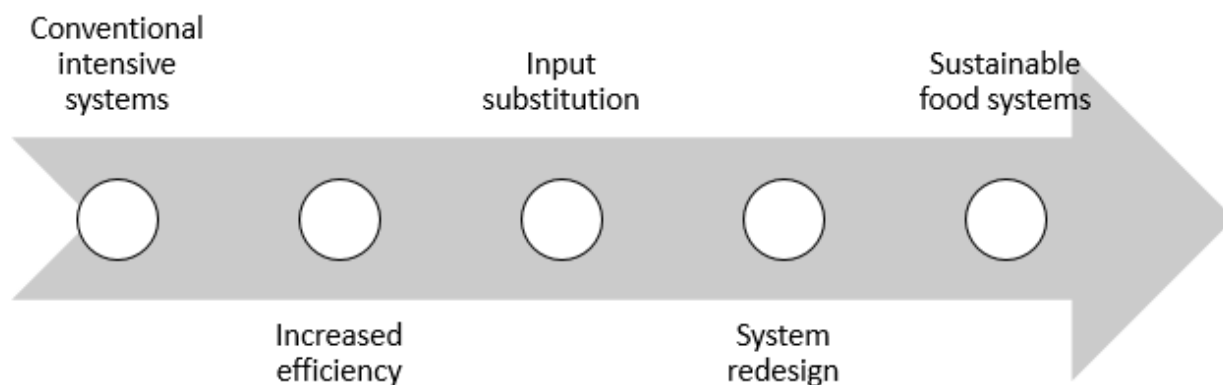 Conventional
intensive
systems
Increased
efficiency
Input
substitution
System
redesign
Sustainable
food systems